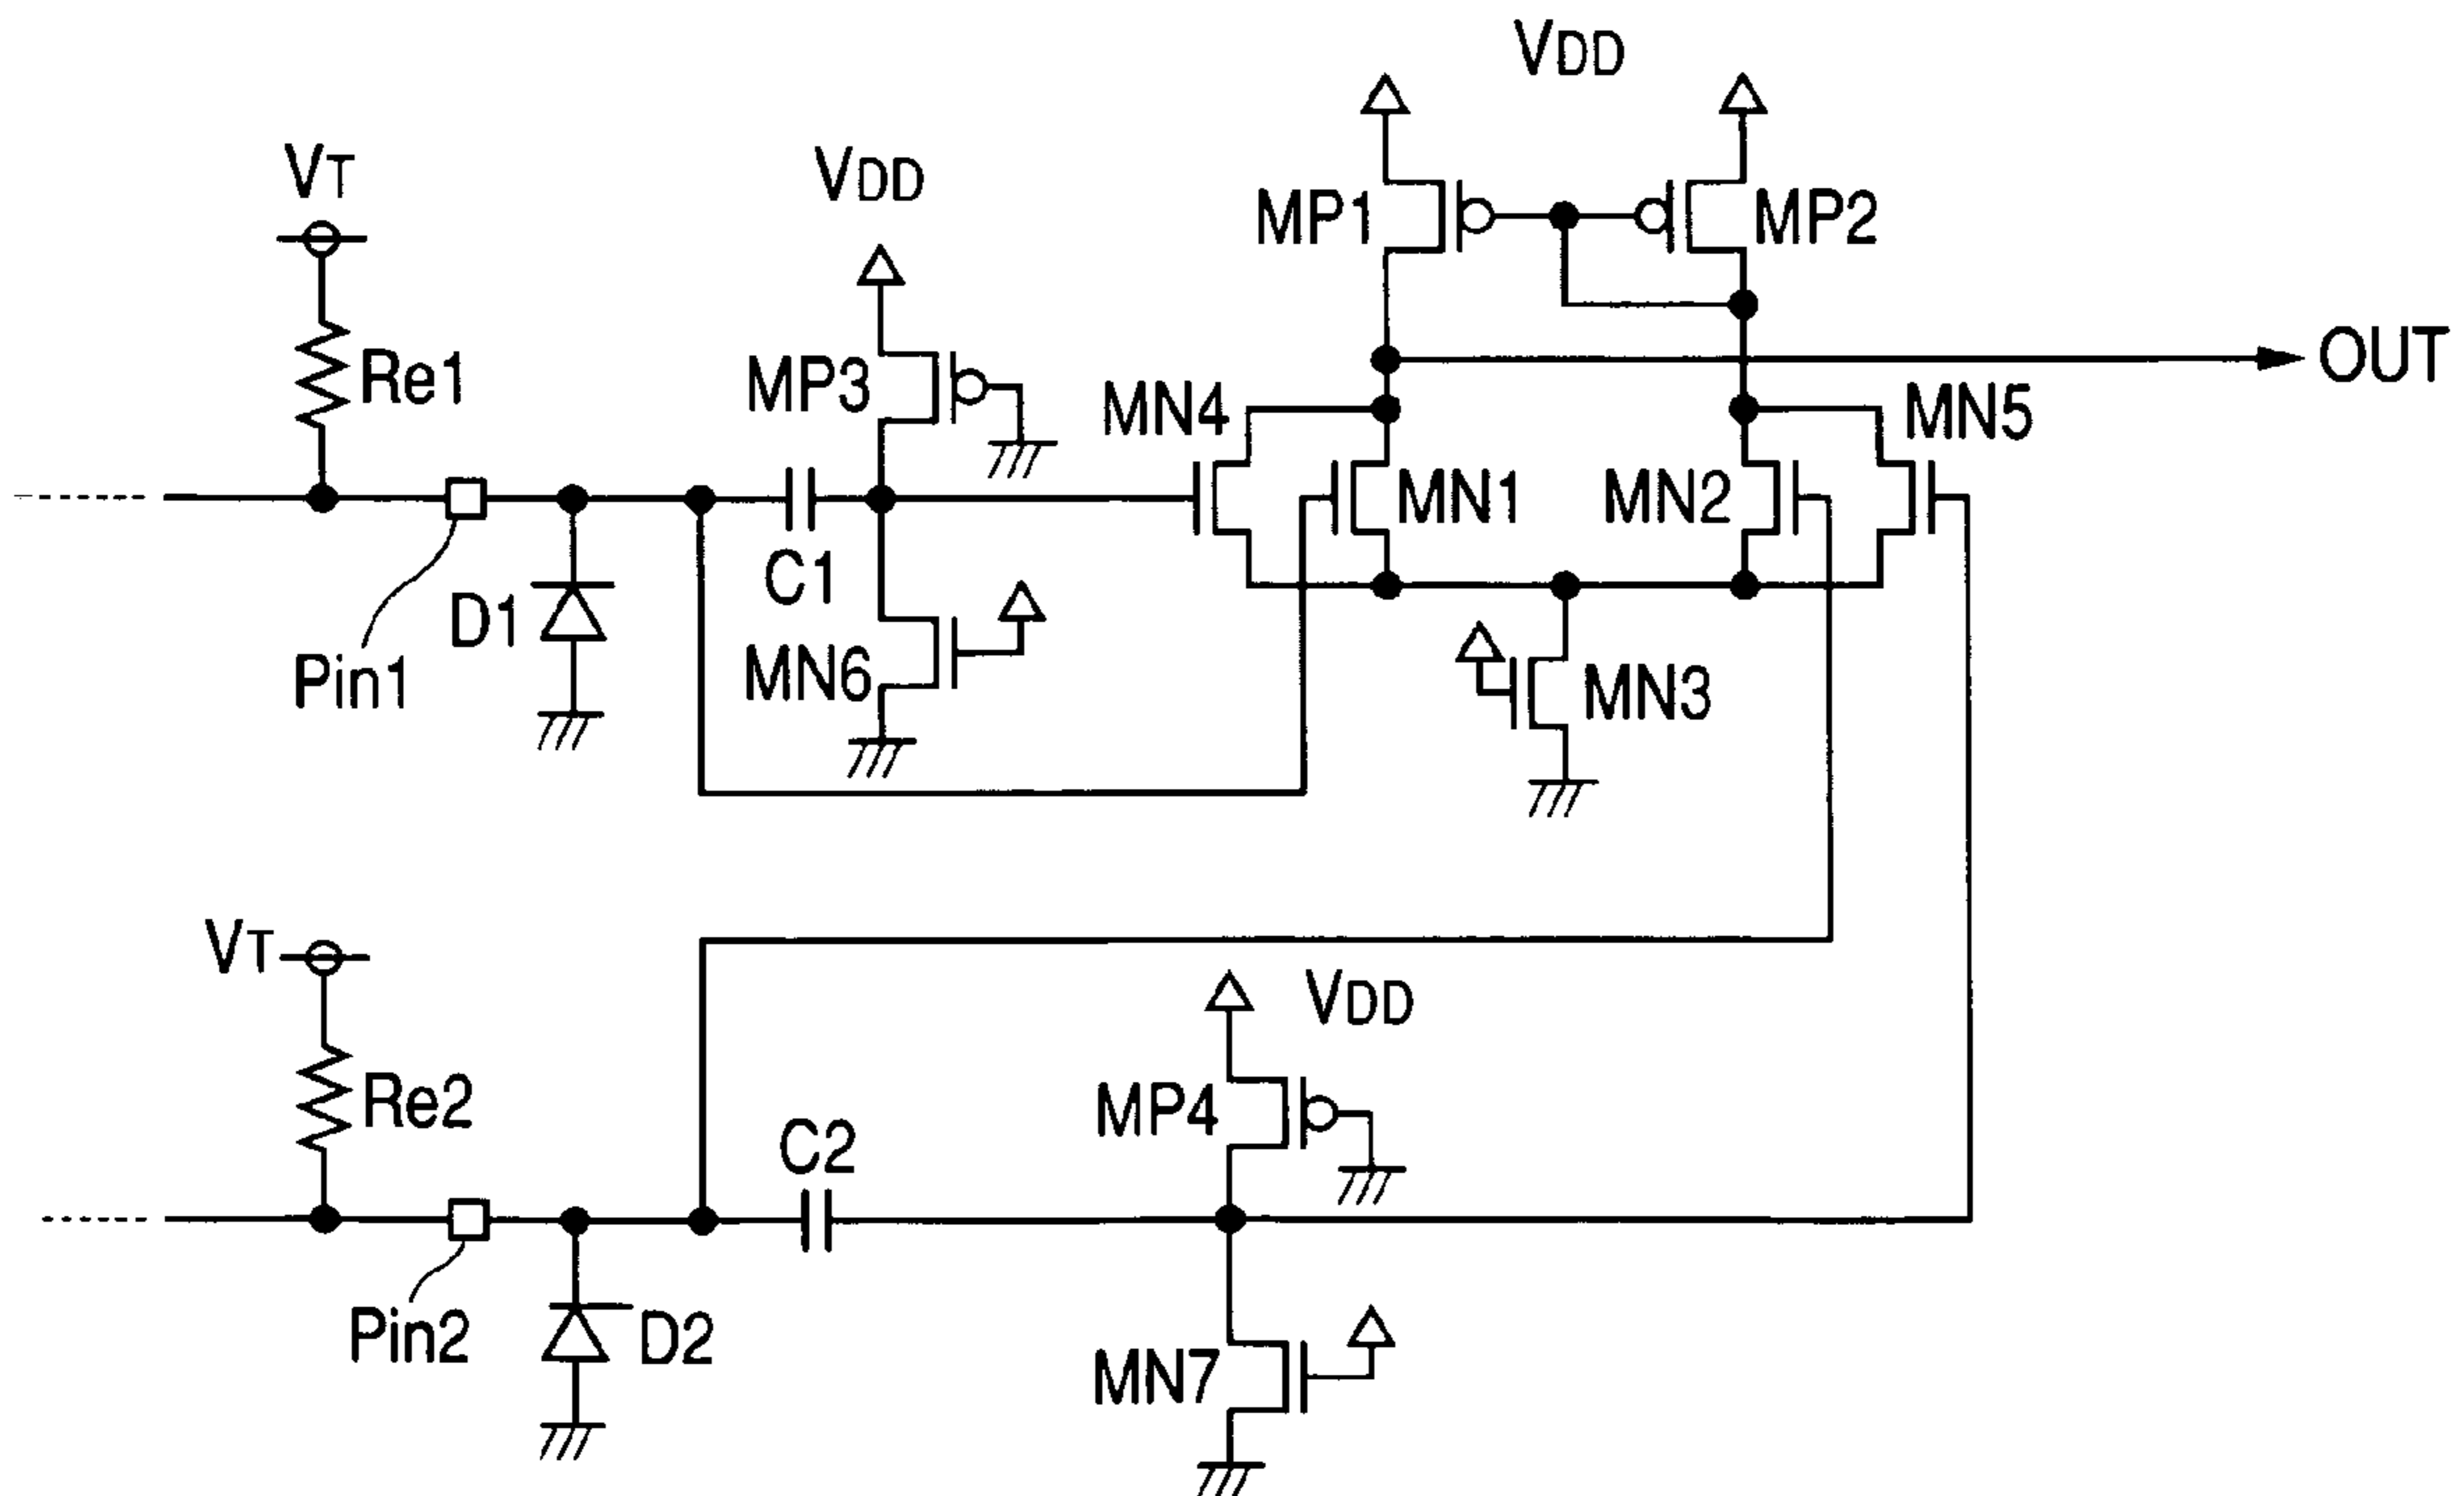 VDD
VT
VDD
MP1
MP2
Re1
MP3
OUT
MN4
MN5
MN1
MN2
C1
D1
Pin1
MN6
MN3
VT
VDD
Re2
MP4
C2
Pin2
D2
MN7